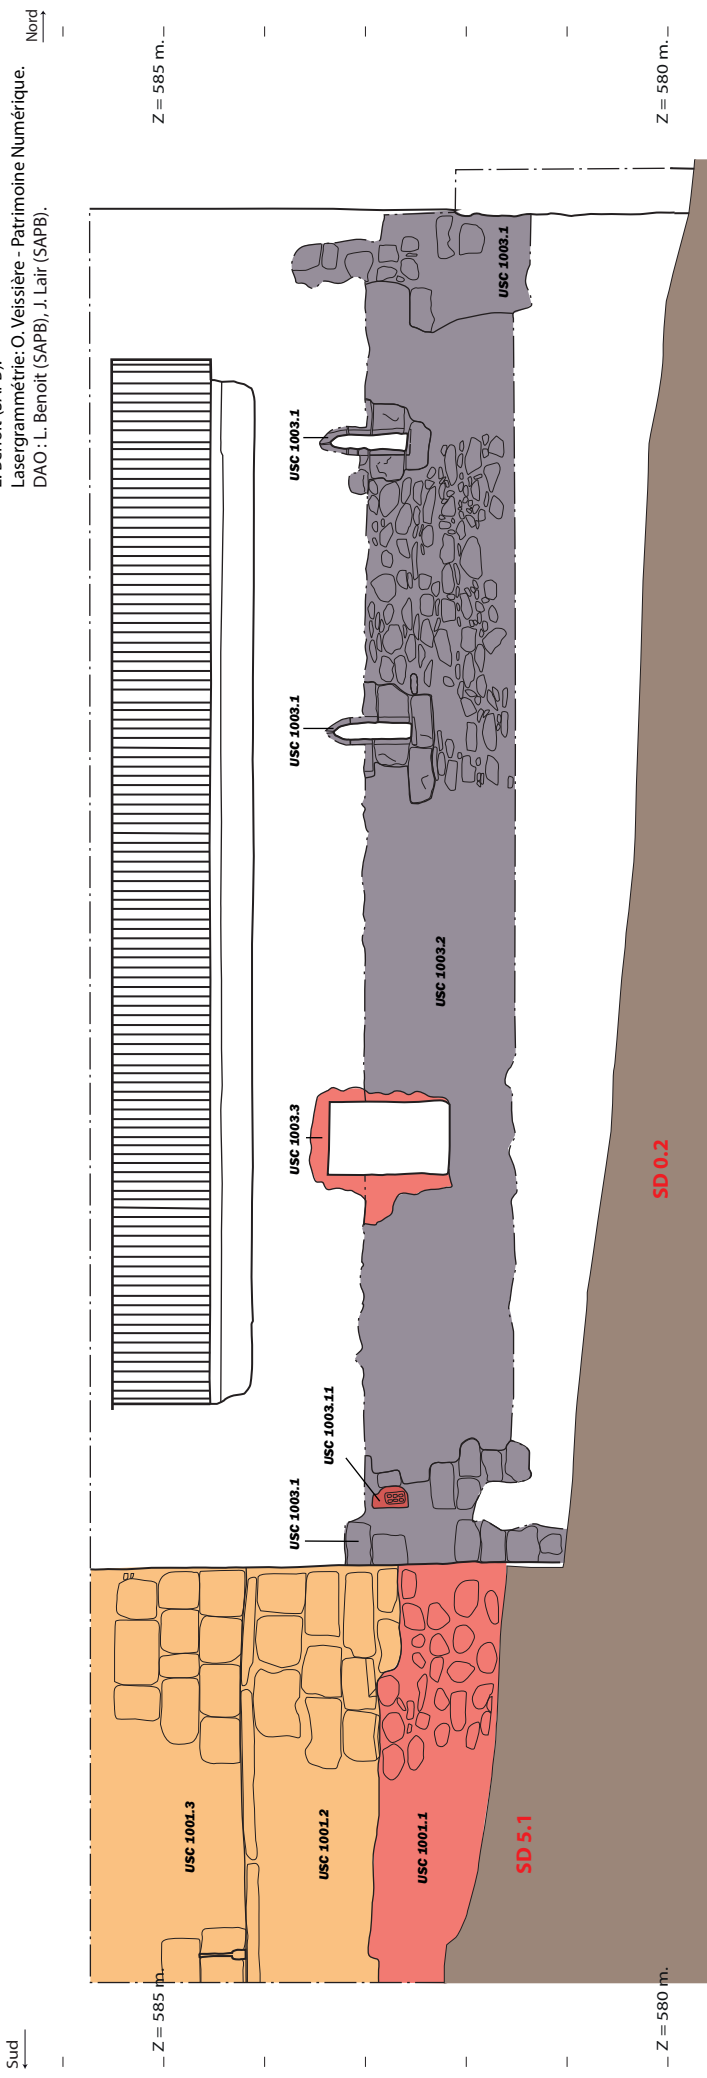 Lasergrammétrie: O. Veissière - Patrimoine Numérique.
DAO : L. Benoit (SAPB), J. Lair (SAPB).
Sud
Nord
Z = 585 m.
Z = 585 m.
Z = 580 m.
Z = 580 m.
USC 1001.3
USC 1001.2
USC 1001.1
SD 5.1
USC 1003.1
USC 1003.11
USC 1003.3
USC 1003.2
USC 1003.1
USC 1003.1
USC 1003.1
SD 0.2